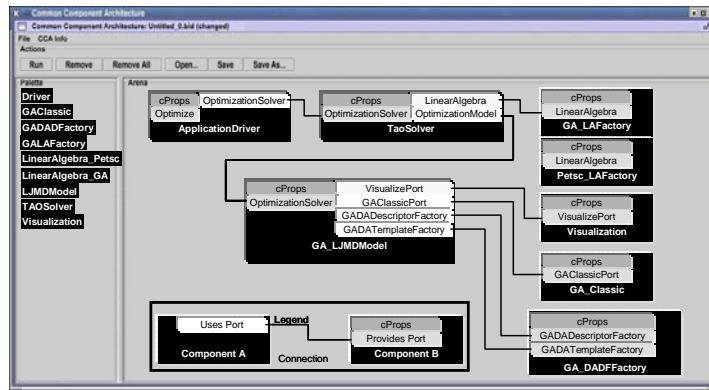 Common Component Architecture
Common Component Architecture: Untitled_0.bld (changed)
File CCA Info
Actions
Run Remove Remove All Open... Save Save As...
Palette
Driver
GAClassic
GADADFactory
GALAFactory
LinearAlgebra_Petsc
LinearAlgebra_GA
LJMDModel
TAOSolver
Visualization
Arena
cProps OptimizationSolver
Optimize
ApplicationDriver
cProps LinearAlgebra
OptimizationSolver OptimizationModel
TaoSolver
cProps
LinearAlgebra
GA_LAFactory
cProps
LinearAlgebra
Petsc_LAFactory
cProps VisualizePort
OptimizationSolver GAClassicPort
GADADescriptorFactory
GADATemplateFactory
GA_LJMDModel
cProps
VisualizePort
Visualization
cProps
GAClassicPort
GA_Classic
cProps
GADADescriptorFactory
GADATemplateFactory
GA_DADFFactory
Legend
Uses Port
Component A
Connection
cProps
Provides Port
Component B